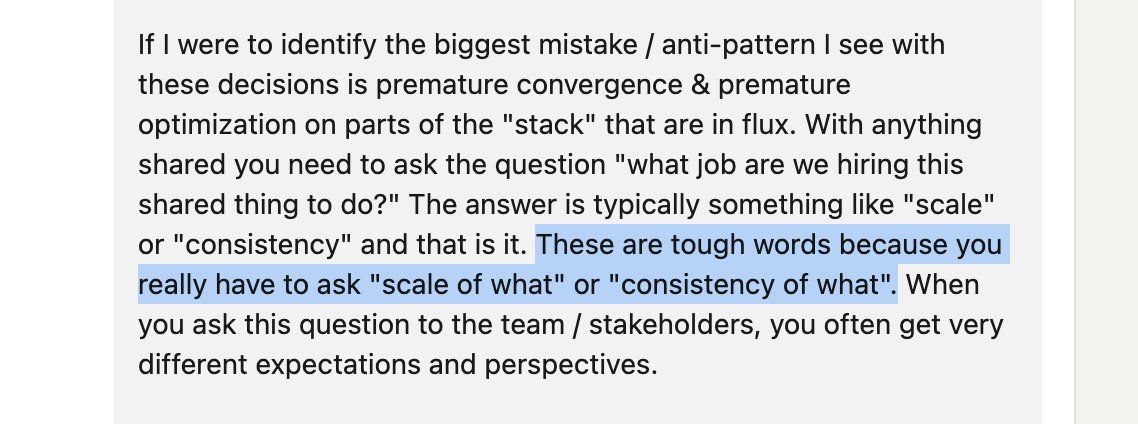 If I were to identify the biggest mistake / anti-pattern I see with
these decisions is premature convergence & premature
optimization on parts of the "stack" that are in flux. With anything
shared you need to ask the question "what job are we hiring this
shared thing to do?" The answer is typically something like "scale"
or "consistency" and that is it. These are tough words because you
really have to ask "scale of what" or "consistency of what". When
you ask this question to the team / stakeholders, you often get very
different expectations and perspectives.